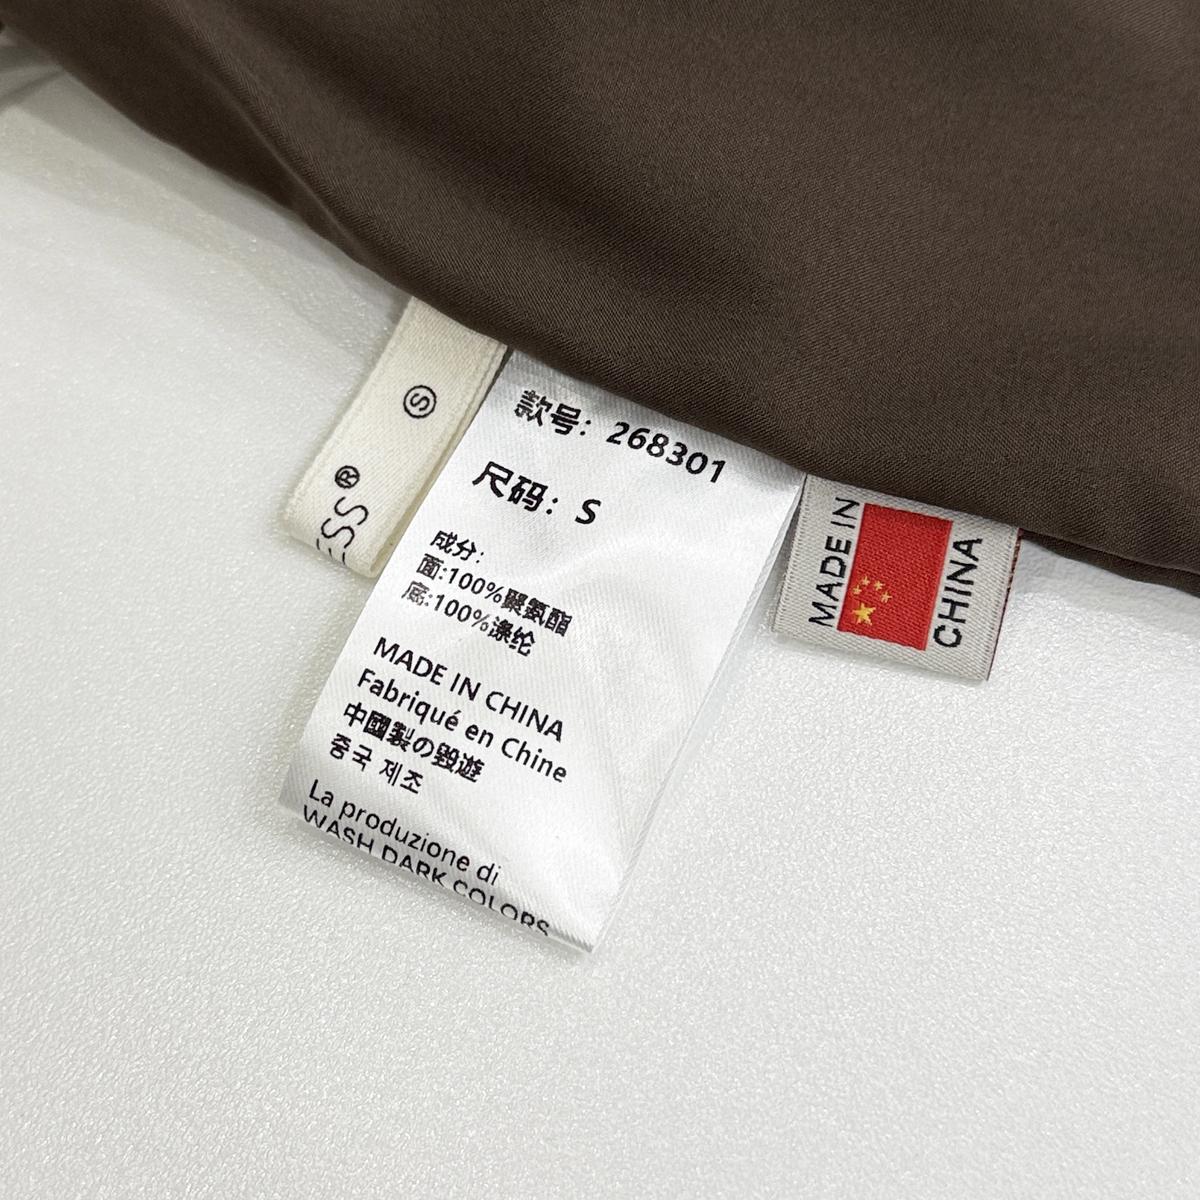 Ⓢ
ESS®
款号：268301
尺码：S
成分：
面:100%聚氨酯
底:100%涤纶
MADE IN CHINA
Fabriqué en Chine
中國製の毀遊
중국 제조
La produzione di
WASH DARK COLORS
MADE IN
CHINA